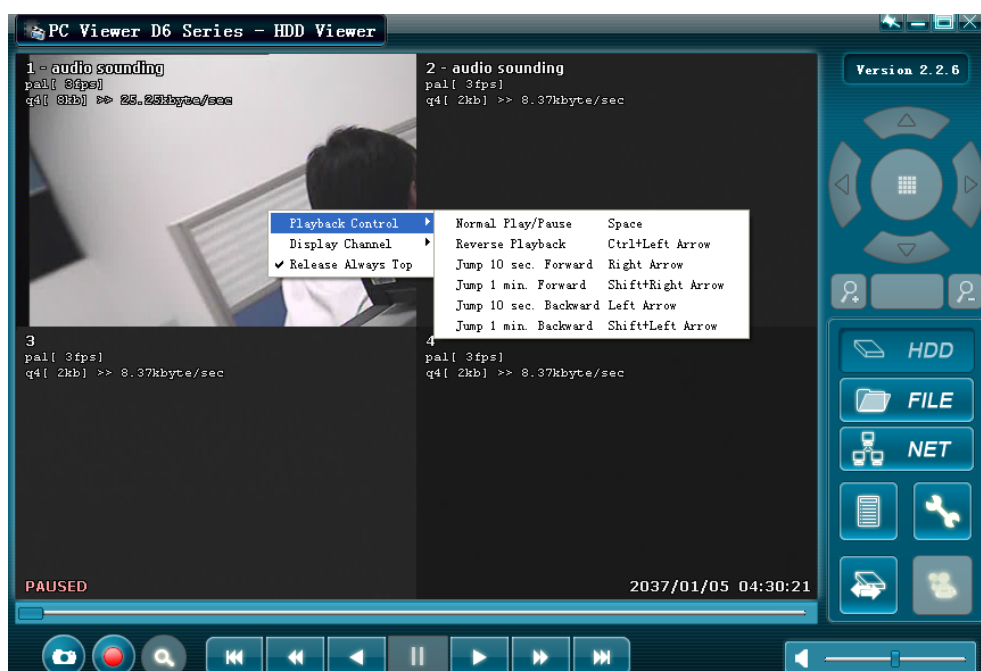 PC Viewer D6 Series - HDD Viewer
1 - audio sounding
pal[ 3fps]
q4[ 8kb] >> 25.25kbyte/sec
2 - audio sounding
pal[ 3fps]
q4[ 2kb] >> 8.37kbyte/sec
Version 2.2.6
Playback Control
Display Channel
✔ Release Always Top
Normal Play/Pause Space
Reverse Playback Ctrl+Left Arrow
Jump 10 sec. Forward Right Arrow
Jump 1 min. Forward Shift+Right Arrow
Jump 10 sec. Backward Left Arrow
Jump 1 min. Backward Shift+Left Arrow
3
pal[ 3fps]
q4[ 2kb] >> 8.37kbyte/sec
4
pal[ 3fps]
q4[ 2kb] >> 8.37kbyte/sec
HDD
FILE
NET
PAUSED
2037/01/05 04:30:21